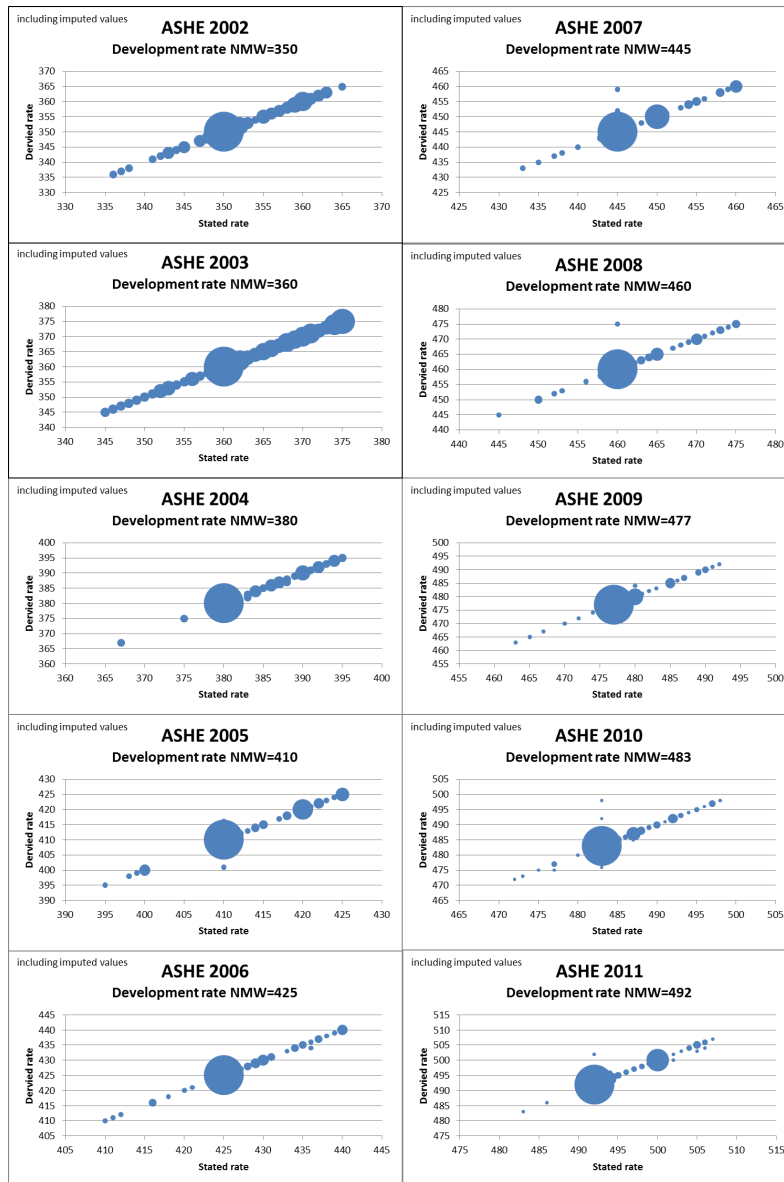 including imputed values
ASHE 2002
Development rate NMW=350
Dervied rate
370
365
360
355
350
345
340
335
330
330 340 350 360 370
Stated rate
including imputed values
ASHE 2007
Development rate NMW=445
Dervied rate
465
460
455
450
445
440
435
430
425
425 435 445 455 465
Stated rate
including imputed values
ASHE 2003
Development rate NMW=360
Dervied rate
380
375
370
365
360
355
350
345
340
340 350 360 370 380
Stated rate
including imputed values
ASHE 2008
Development rate NMW=460
Dervied rate
480
475
470
465
460
455
450
445
440
440 445 450 455 460 465 470 475 480
Stated rate
including imputed values
ASHE 2004
Development rate NMW=380
Dervied rate
400
395
390
385
380
375
370
365
360
360 365 370 375 380 385 390 395 400
Stated rate
including imputed values
ASHE 2009
Development rate NMW=477
Dervied rate
500
495
490
485
480
475
470
465
460
455
455 460 465 470 475 480 485 490 495 500
Stated rate
including imputed values
ASHE 2005
Development rate NMW=410
Dervied rate
430
425
420
415
410
405
400
395
390
390 395 400 405 410 415 420 425 430
Stated rate
including imputed values
ASHE 2010
Development rate NMW=483
Dervied rate
505
500
495
490
485
480
475
470
465
465 470 475 480 485 490 495 500 505
Stated rate
including imputed values
ASHE 2006
Development rate NMW=425
Dervied rate
445
440
435
430
425
420
415
410
405
405 410 415 420 425 430 435 440 445
Stated rate
including imputed values
ASHE 2011
Development rate NMW=492
Dervied rate
515
510
505
500
495
490
485
480
475
475 480 485 490 495 500 505 510 515
Stated rate